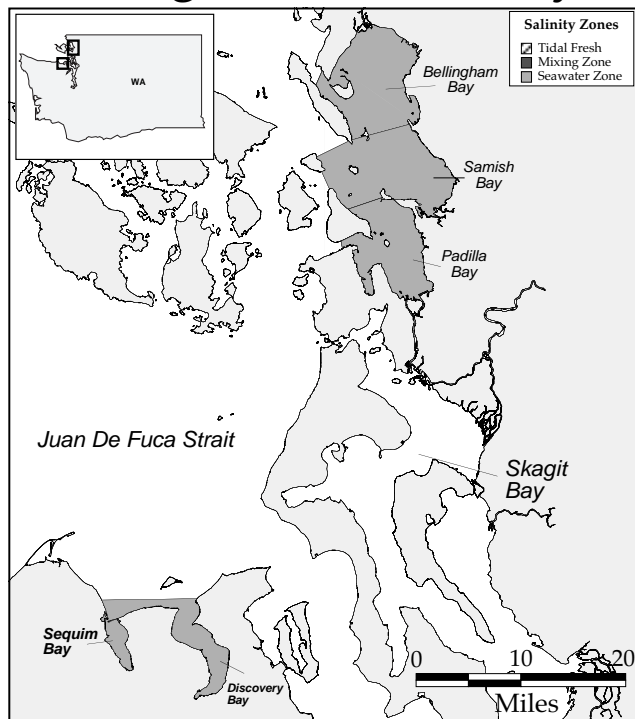 WA
Salinity Zones
Tidal Fresh
Mixing Zone
Seawater Zone
Bellingham
Bay
Samish
Bay
Padilla
Bay
Juan De Fuca Strait
Skagit
Bay
Sequim
Bay
Discovery
Bay
0 10 20
Miles